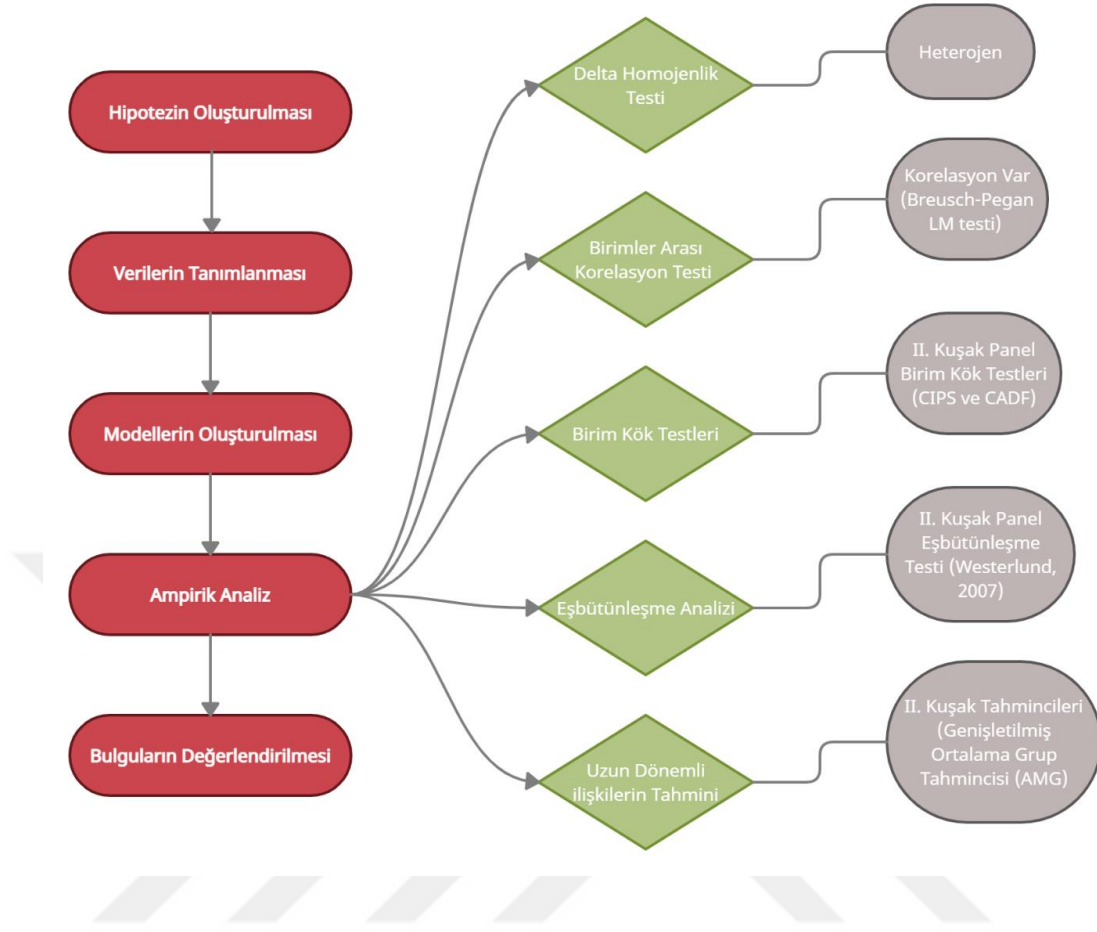 Hipotezin Oluşturulması
Verilerin Tanımlanması
Modellerin Oluşturulması
Ampirik Analiz
Bulguların Değerlendirilmesi
Delta Homojenlik
Testi
Heterojen
Birimler Arası
Korelasyon Testi
Korelasyon Var
(Breusch-Pegan
LM testi)
Birim Kök Testleri
II. Kuşak Panel
Birim Kök Testleri
(CIPS ve CADF)
Eşbütünleşme Analizi
II. Kuşak Panel
Eşbütünleşme
Testi (Westerlund,
2007)
Uzun Dönemli
ilişkilerin Tahmini
II. Kuşak Tahmincileri
(Genişletilmiş
Ortalama Grup
Tahmincisi (AMG)